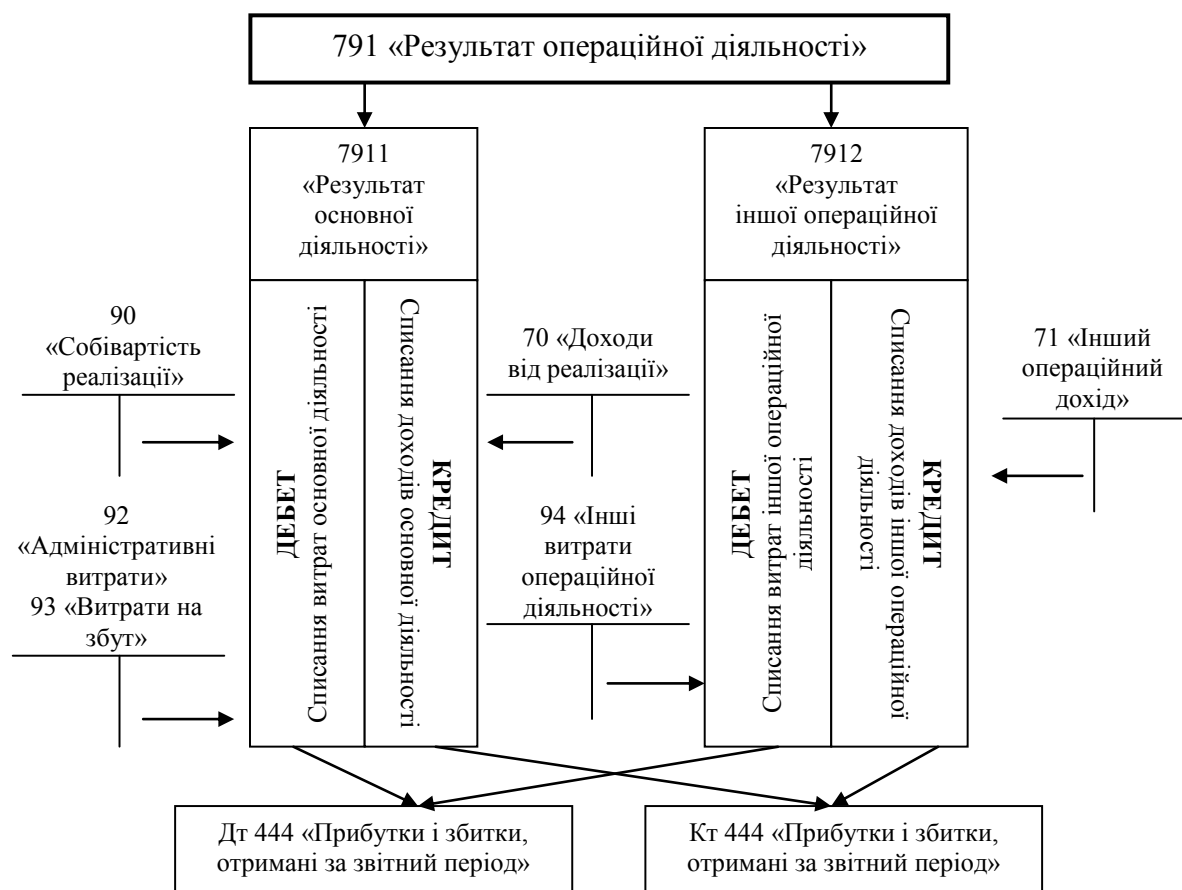 791 «Результат операційної діяльності»
7911
«Результат
основної
діяльності»
7912
«Результат
іншої операційної
діяльності»
90
«Собівартість
реалізації»
92
«Адміністративні
витрати»
93 «Витрати на
збут»
ДЕБЕТ
Списання витрат основної діяльності
Списання доходів основної діяльності
КРЕДИТ
70 «Доходи
від реалізації»
94 «Інші
витрати
операційної
діяльності»
ДЕБЕТ
Списання витрат іншої операційної
діяльності
Списання доходів іншої операційної
діяльності
КРЕДИТ
71 «Інший
операційний
дохід»
Дт 444 «Прибутки і збитки,
отримані за звітний період»
Кт 444 «Прибутки і збитки,
отримані за звітний період»